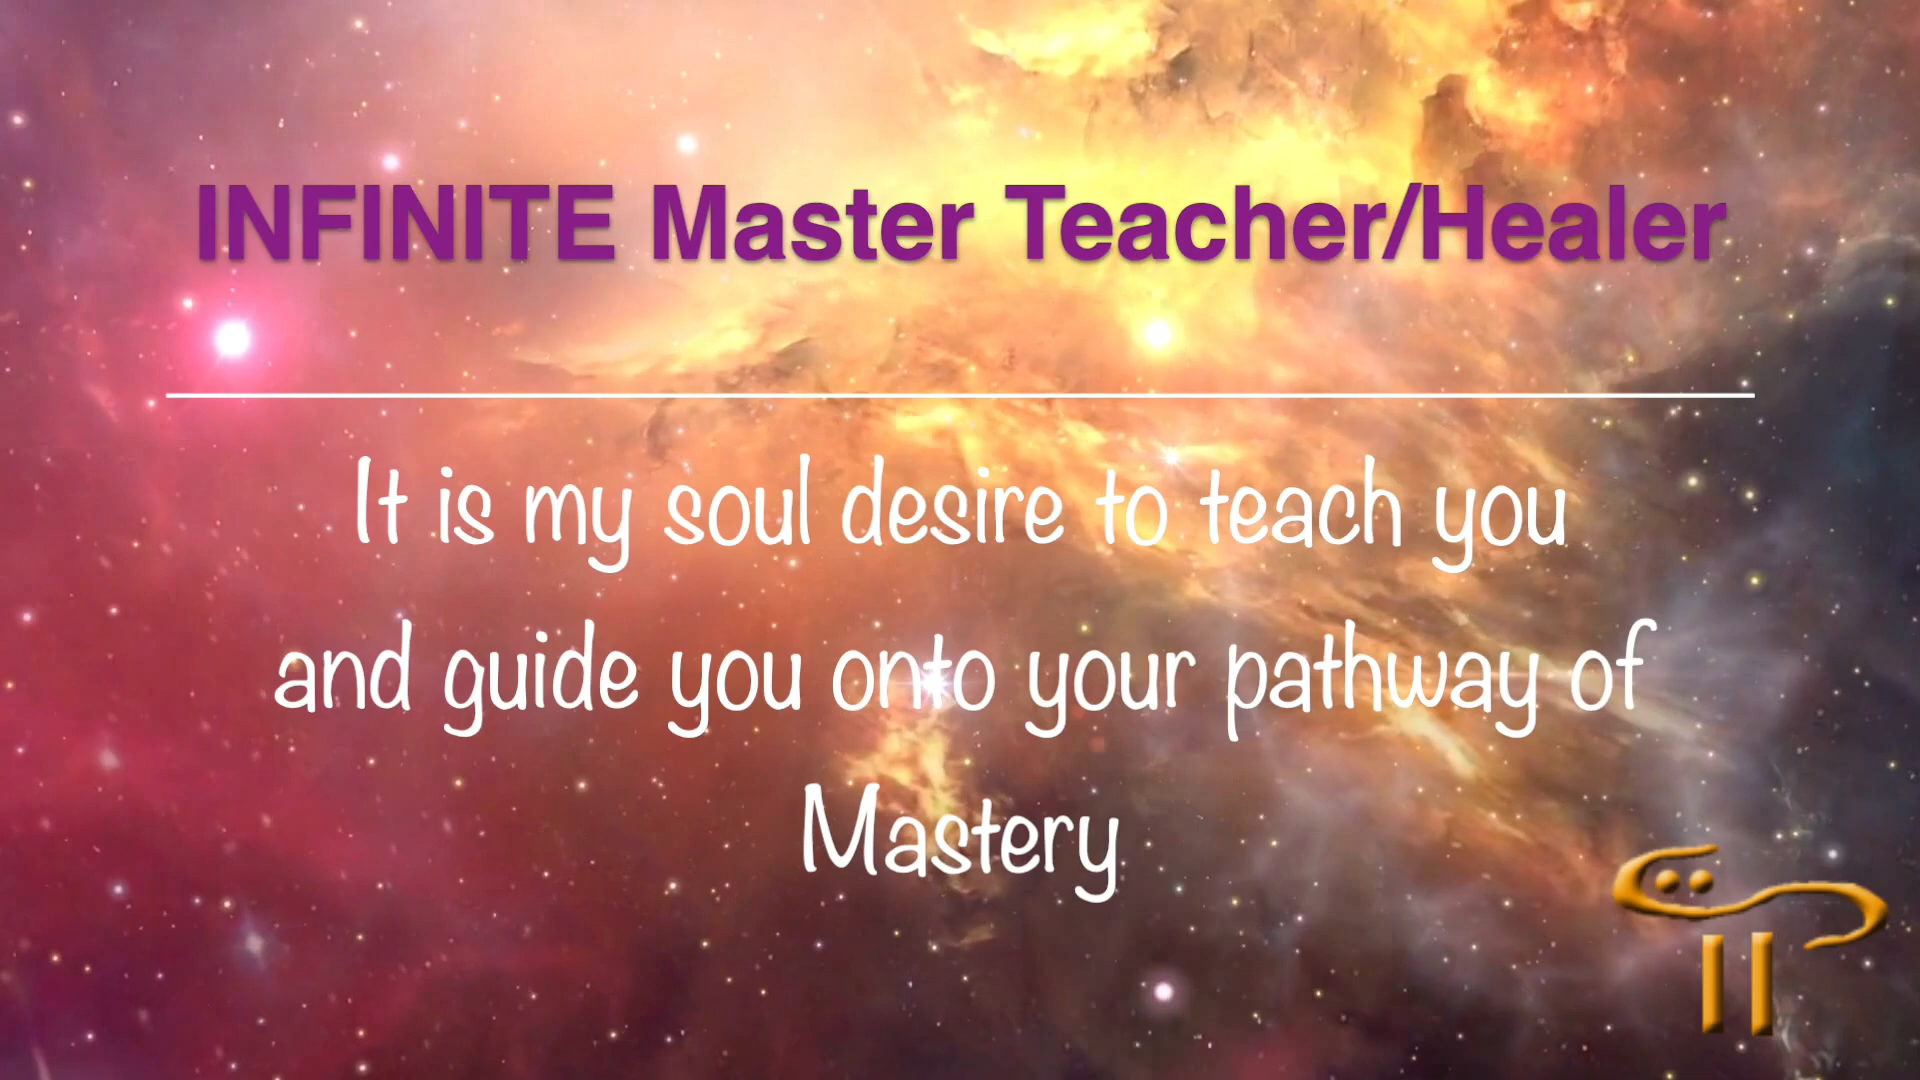 INFINITE Master Teacher/Healer
It is my soul desire to teach you
and guide you onto your pathway of
Mastery